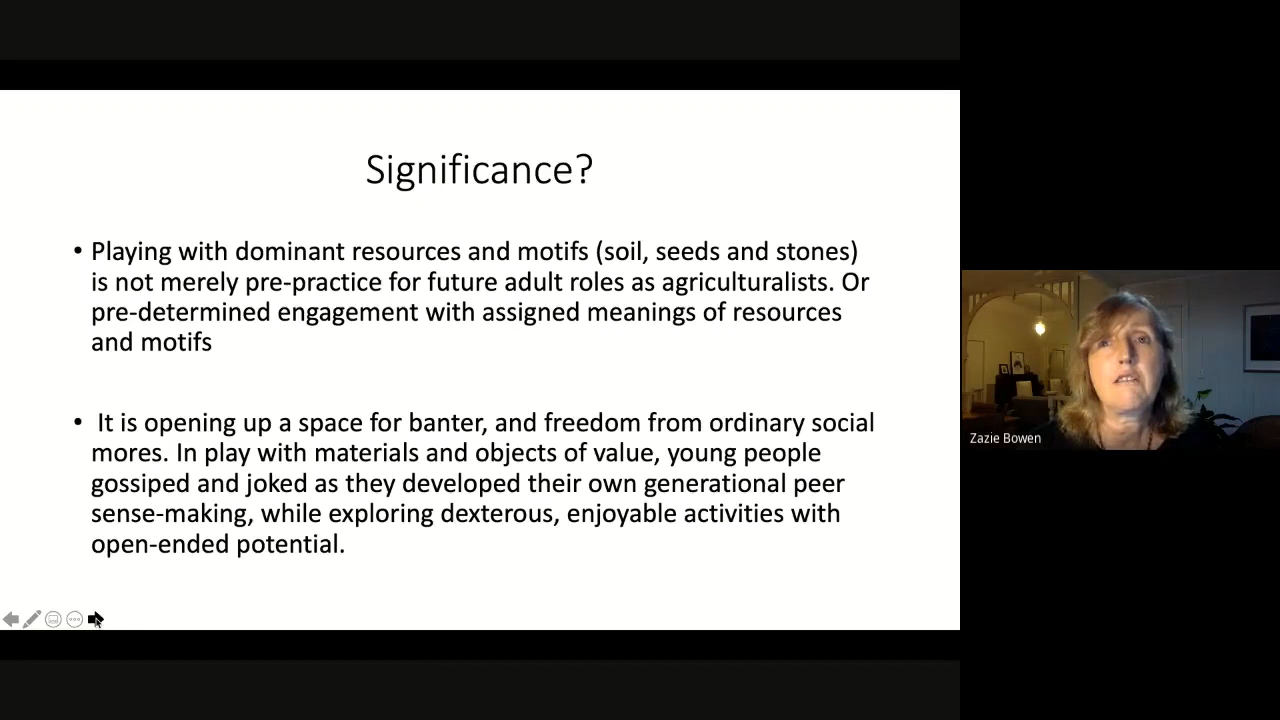 Significance?
• Playing with dominant resources and motifs (soil, seeds and stones)
is not merely pre-practice for future adult roles as agriculturalists. Or
pre-determined engagement with assigned meanings of resources
and motifs
• It is opening up a space for banter, and freedom from ordinary social
mores. In play with materials and objects of value, young people
gossiped and joked as they developed their own generational peer
sense-making, while exploring dexterous, enjoyable activities with
open-ended potential.
Zazie Bowen